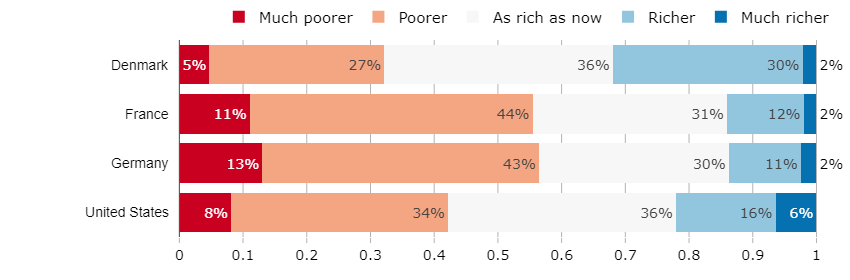 Much poorer Poorer As rich as now Richer Much richer
Denmark 5% 27% 36% 30% 2%
France 11% 44% 31% 12% 2%
Germany 13% 43% 30% 11% 2%
United States 8% 34% 36% 16% 6%
0 0.1 0.2 0.3 0.4 0.5 0.6 0.7 0.8 0.9 1